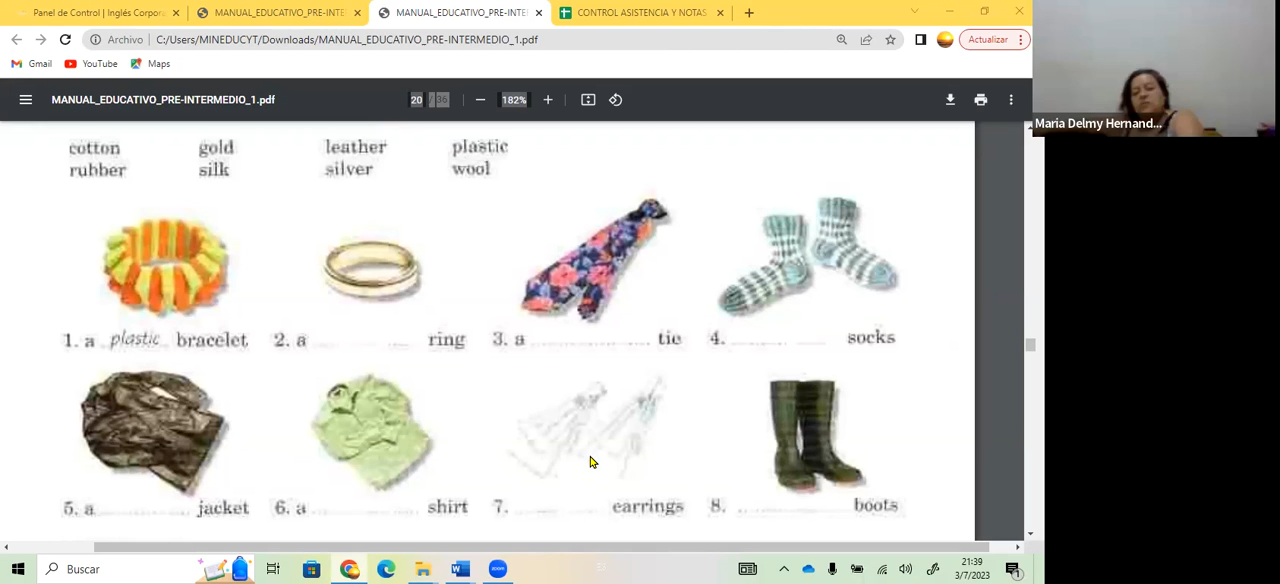 Panel de Control | Inglés Corpora
MANUAL_EDUCATIVO_PRE-INTERME
MANUAL_EDUCATIVO_PRE-INTE
CONTROL ASISTENCIA Y NOTAS
Archivo
C:/Users/MINEDUCYT/Downloads/MANUAL_EDUCATIVO_PRE-INTERMEDIO_1.pdf
Actualizar
Gmail
YouTube
Maps
MANUAL_EDUCATIVO_PRE-INTERMEDIO_1.pdf
20 / 36
182%
Maria Delmy Hernand...
cotton gold leather plastic
rubber silk silver wool
1. a plastic bracelet 2. a ring 3. a tie 4. socks
5. a jacket 6. a shirt 7. earrings 8. boots
Buscar
21:39
3/7/2023